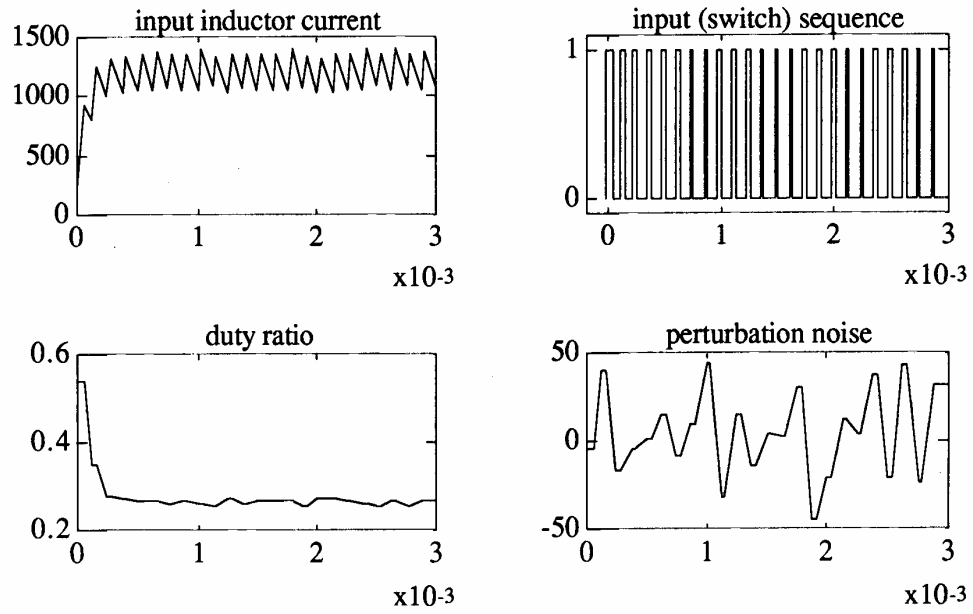 input inductor current
1500
1000
500
0
0 1 2 3
x10-3
input (switch) sequence
1
0
0 1 2 3
x10-3
duty ratio
0.6
0.4
0.2
0 1 2 3
x10-3
perturbation noise
50
0
-50
0 1 2 3
x10-3